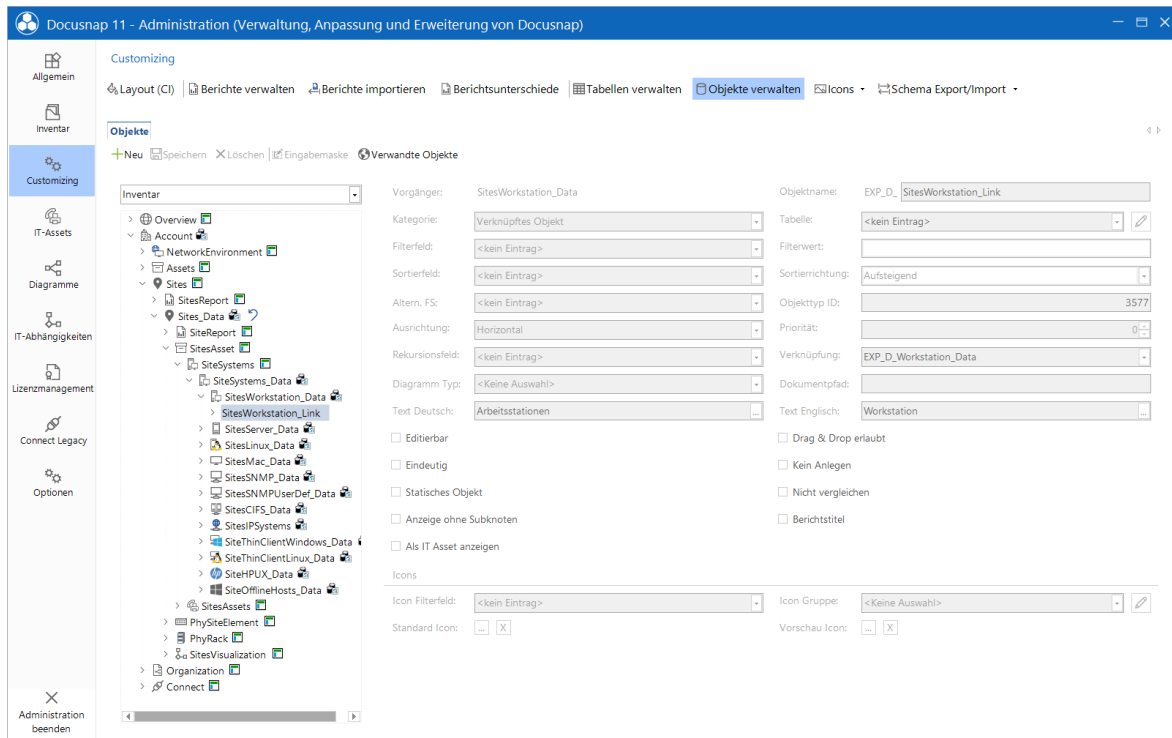 Docusnap 11 - Administration (Verwaltung, Anpassung und Erweiterung von Docusnap)
Allgemein
Inventar
Customizing
IT-Assets
Diagramme
IT-Abhängigkeiten
Lizenzmanagement
Connect Legacy
Optionen
Administration
beenden
Customizing
Layout (CI) Berichte verwalten Berichte importieren Berichtsunterschiede Tabellen verwalten Objekte verwalten Icons Schema Export/Import
Objekte
Neu Speichern Löschen Eingabemaske Verwandte Objekte
Inventar
Overview
Account
NetworkEnvironment
Assets
Sites
SitesReport
Sites_Data
SiteReport
SitesAsset
SiteSystems
SiteSystems_Data
SitesWorkstation_Data
SitesWorkstation_Link
SitesServer_Data
SitesLinux_Data
SitesMac_Data
SitesSNMP_Data
SitesSNMPUserDef_Data
SitesCIFS_Data
SitesIPSystems
SiteThinClientWindows_Data
SiteThinClientLinux_Data
SiteHPUX_Data
SiteOfflineHosts_Data
SitesAssets
PhySiteElement
PhyRack
SitesVisualization
Organization
Connect
Vorgänger: SitesWorkstation_Data Objektname: EXP_D_ SitesWorkstation_Link
Kategorie: Verknüpftes Objekt Tabelle: <kein Eintrag>
Filterfeld: <kein Eintrag> Filterwert:
Sortierfeld: <kein Eintrag> Sortierrichtung: Aufsteigend
Altern. FS: <kein Eintrag> Objekttyp ID: 3577
Ausrichtung: Horizontal Priorität: 0
Rekursionsfeld: <kein Eintrag> Verknüpfung: EXP_D_Workstation_Data
Diagramm Typ: <Keine Auswahl> Dokumentpfad:
Text Deutsch: Arbeitsstationen ... Text Englisch: Workstation ...
Editierbar Drag & Drop erlaubt
Eindeutig Kein Anlegen
Statisches Objekt Nicht vergleichen
Anzeige ohne Subknoten Berichtstitel
Als IT Asset anzeigen
Icons
Icon Filterfeld: <kein Eintrag> Icon Gruppe: <Keine Auswahl>
Standard Icon: ... X Vorschau Icon: ... X